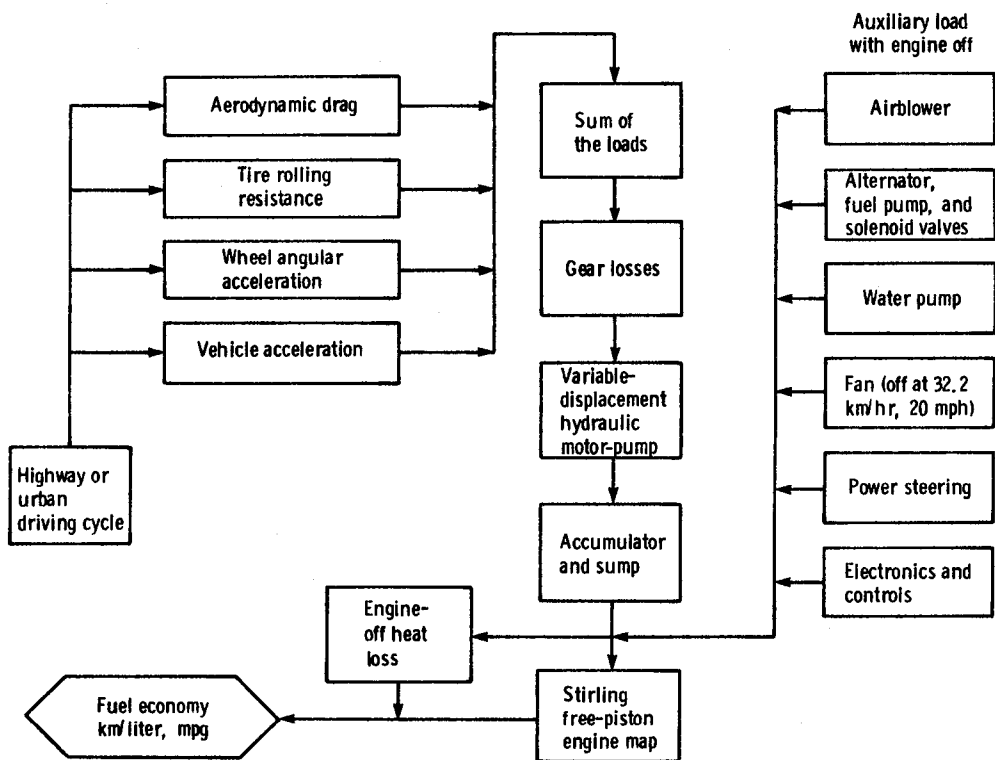 Auxiliary load
with engine off
Aerodynamic drag
Tire rolling
resistance
Wheel angular
acceleration
Vehicle acceleration
Highway or
urban
driving cycle
Sum of
the loads
Gear losses
Variable-
displacement
hydraulic
motor-pump
Accumulator
and sump
Airblower
Alternator,
fuel pump, and
solenoid valves
Water pump
Fan (off at 32.2
km/hr, 20 mph)
Power steering
Electronics and
controls
Engine-
off heat
loss
Stirling
free-piston
engine map
Fuel economy
km/liter, mpg